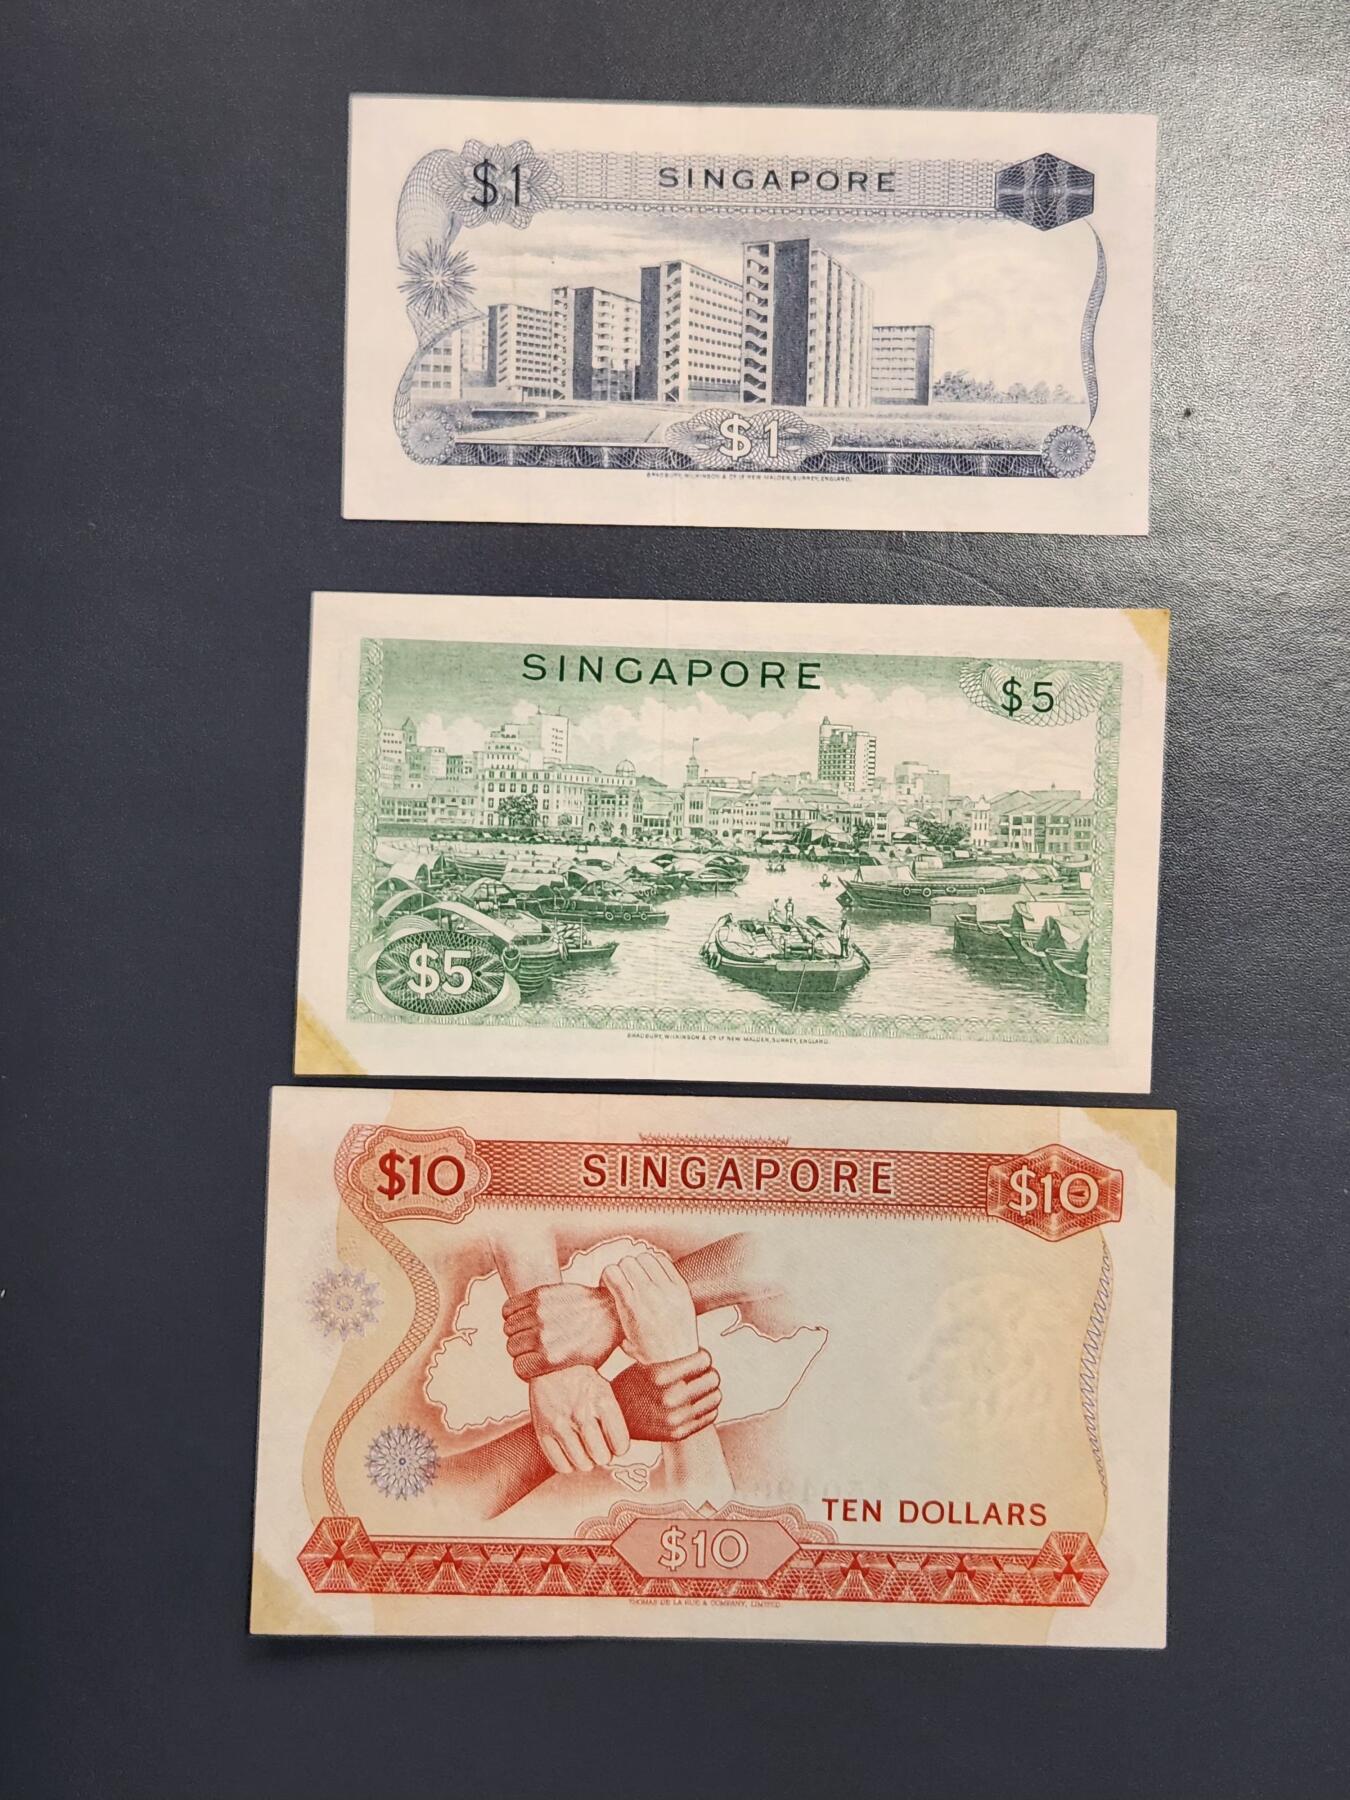 $1 SINGAPORE
$1
BRADBURY, WILKINSON & Cº Lᵈ NEW MALDEN, SURREY, ENGLAND.
SINGAPORE
$5
$5
BRADBURY, WILKINSON & Cº Lᵈ NEW MALDEN, SURREY, ENGLAND.
$10 SINGAPORE $10
TEN DOLLARS
$10
THOMAS DE LA RUE & COMPANY, LIMITED